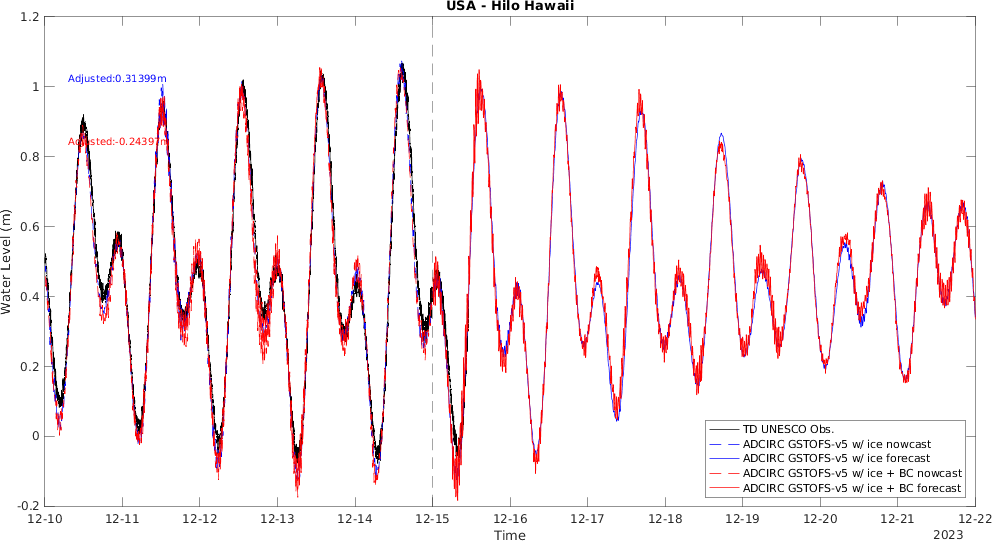 USA - Hilo Hawaii
1.2
1
0.8
0.6
0.4
0.2
0
-0.2
Water Level (m)
Adjusted:0.31399m
Adjusted:-0.24397m
TD UNESCO Obs.
ADCIRC GSTOFS-v5 w/ ice nowcast
ADCIRC GSTOFS-v5 w/ ice forecast
ADCIRC GSTOFS-v5 w/ ice + BC nowcast
ADCIRC GSTOFS-v5 w/ ice + BC forecast
12-10 12-11 12-12 12-13 12-14 12-15 12-16 12-17 12-18 12-19 12-20 12-21 12-22
Time
2023